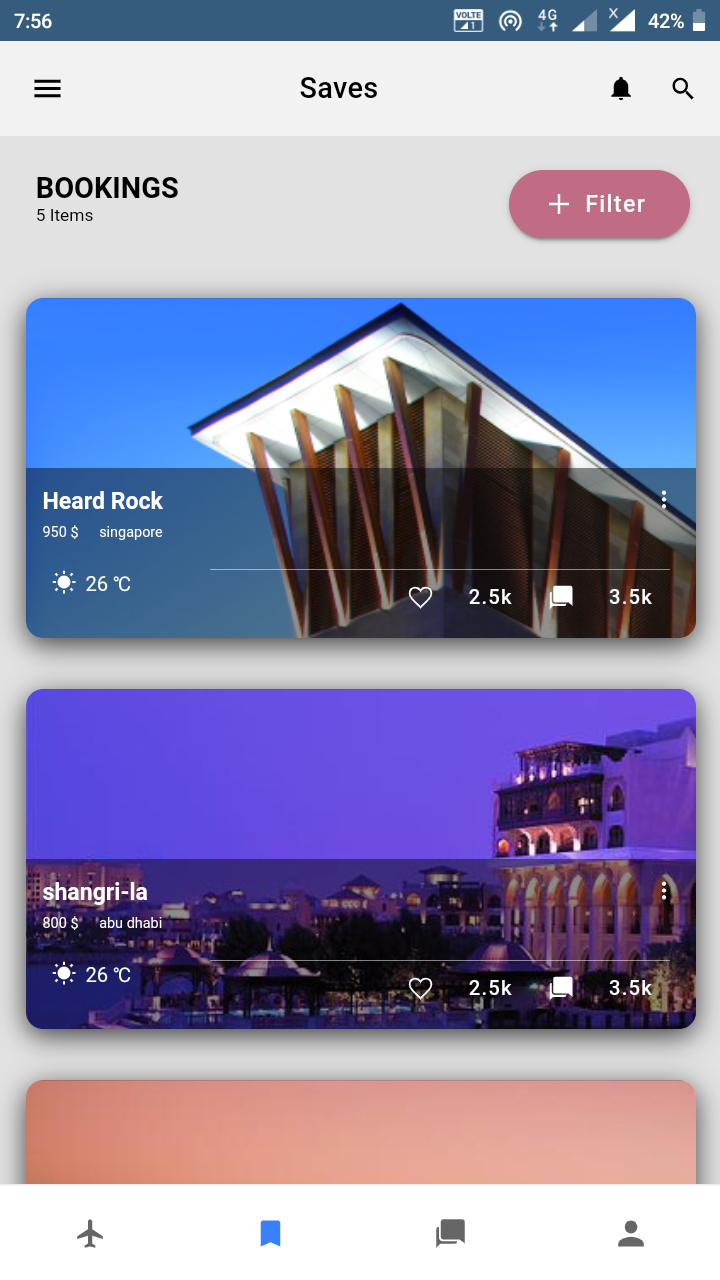 7:56
VOLTE
1
4G
X
42%
Saves
BOOKINGS
5 Items
Filter
Heard Rock
950 $ singapore
26 ℃
2.5k 3.5k
shangri-la
800 $ abu dhabi
26 ℃
2.5k 3.5k